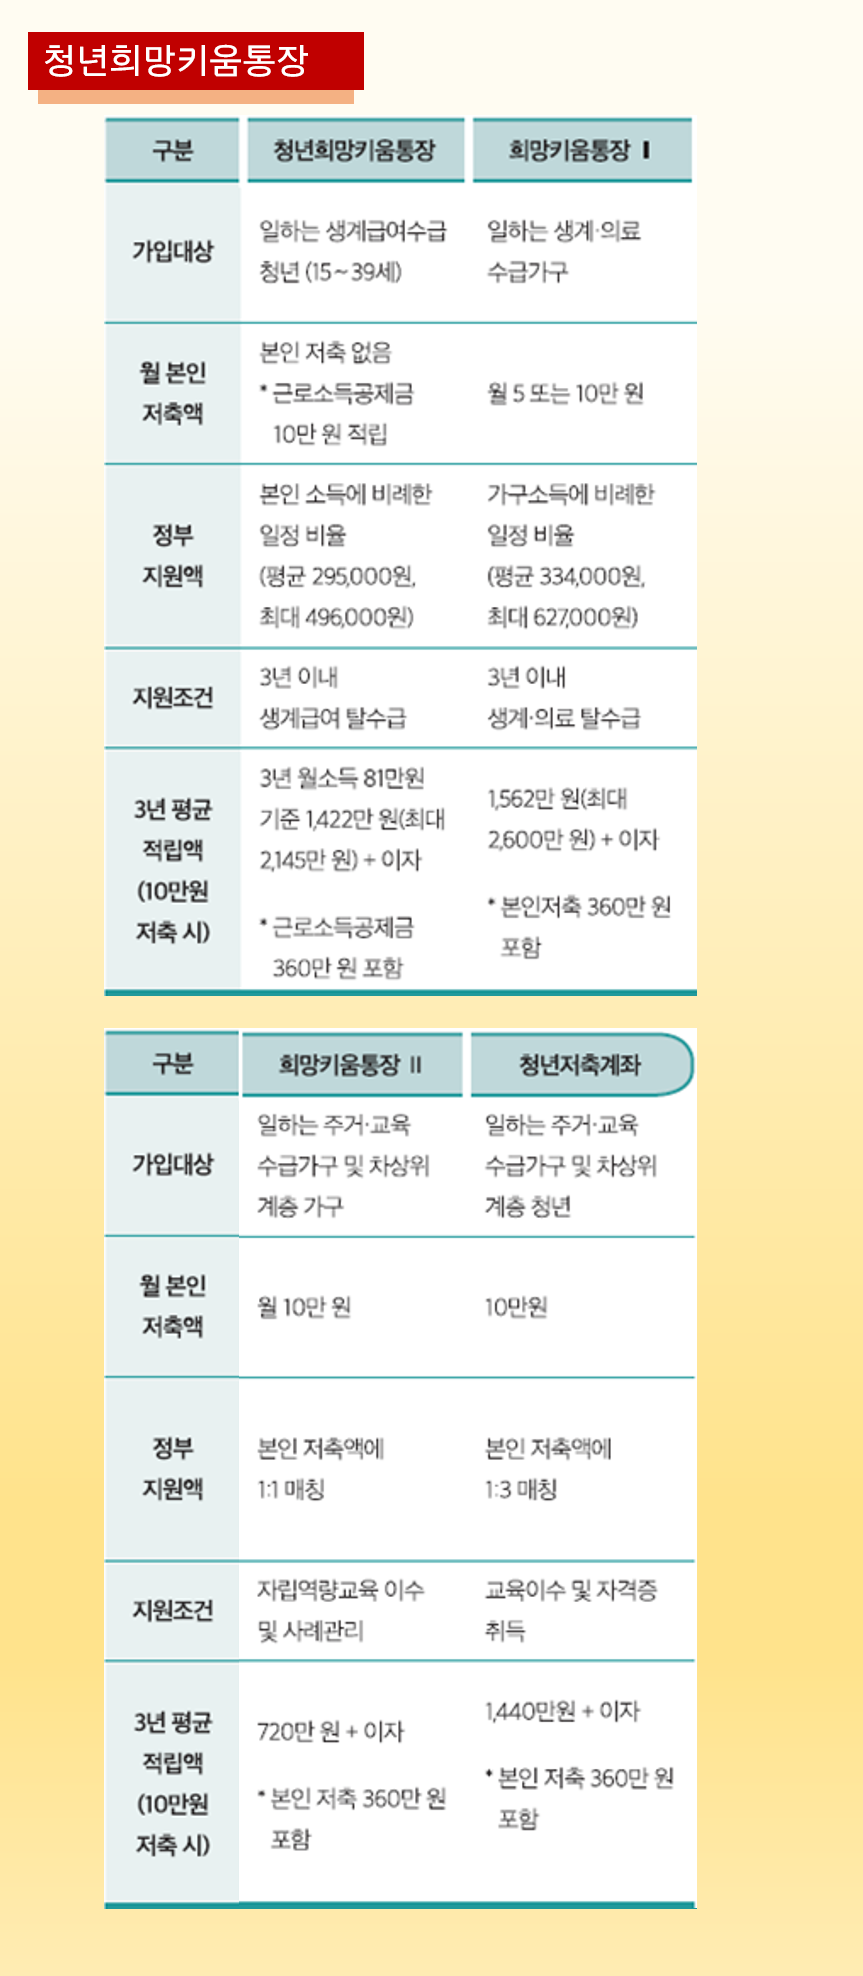 청년희망키움통장
구분 청년희망키움통장 희망키움통장 Ⅰ
가입대상
일하는 생계급여수급
청년 (15~39세)
일하는 생계·의료
수급가구
월 본인
저축액
본인 저축 없음
* 근로소득공제금
10만 원 적립
월 5 또는 10만 원
정부
지원액
본인 소득에 비례한
일정 비율
(평균 295,000원,
최대 496,000원)
가구소득에 비례한
일정 비율
(평균 334,000원,
최대 627,000원)
지원조건
3년 이내
생계급여 탈수급
3년 이내
생계·의료 탈수급
3년 평균
적립액
(10만원
저축 시)
3년 월소득 81만원
기준 1,422만 원(최대
2,145만 원) + 이자
* 근로소득공제금
360만 원 포함
1,562만 원(최대
2,600만 원) + 이자
* 본인저축 360만 원
포함
구분 희망키움통장 Ⅱ 청년저축계좌
가입대상
일하는 주거·교육
수급가구 및 차상위
계층 가구
일하는 주거·교육
수급가구 및 차상위
계층 청년
월 본인
저축액
월 10만 원
10만원
정부
지원액
본인 저축액에
1:1 매칭
본인 저축액에
1:3 매칭
지원조건
자립역량교육 이수
및 사례관리
교육이수 및 자격증
취득
3년 평균
적립액
(10만원
저축 시)
720만 원 + 이자
* 본인 저축 360만 원
포함
1,440만원 + 이자
* 본인 저축 360만 원
포함